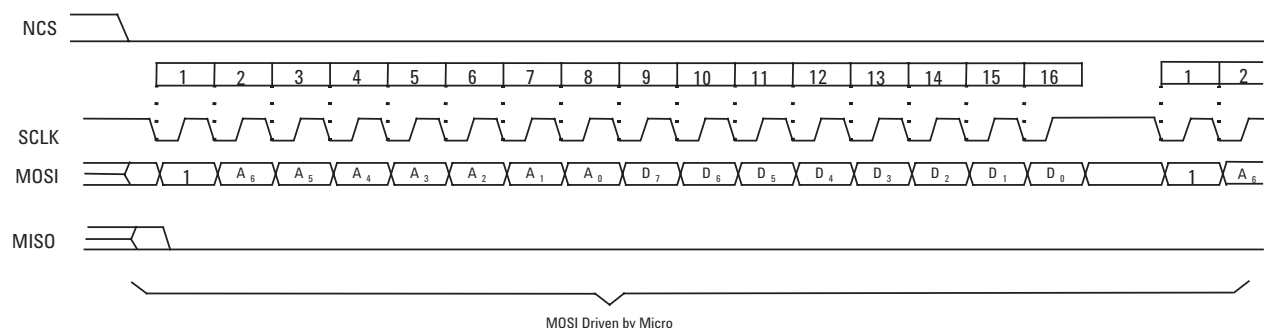 NCS
1 2 3 4 5 6 7 8 9 10 11 12 13 14 15 16 1 2
SCLK
MOSI 1 A6 A5 A4 A3 A2 A1 A0 D7 D6 D5 D4 D3 D2 D1 D0 1 A6
MISO
MOSI Driven by Micro